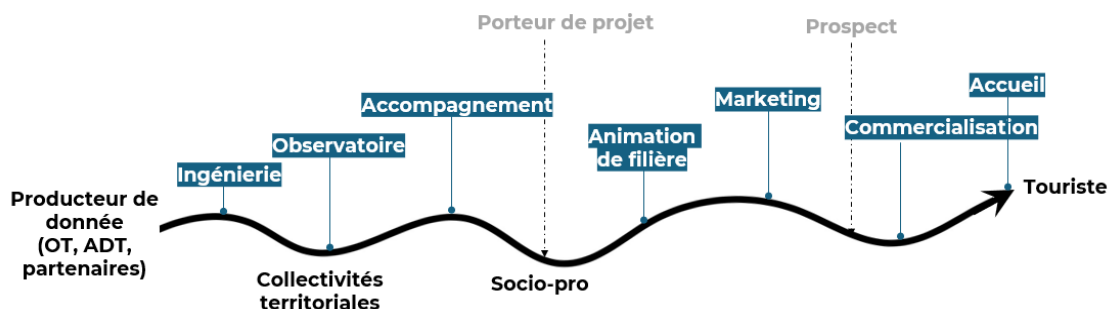 Porteur de projet
Prospect
Accueil
Marketing
Accompagnement
Commercialisation
Animation
de filière
Observatoire
Ingénierie
Producteur de
donnée
(OT, ADT,
partenaires)
Touriste
Collectivités
territoriales
Socio-pro